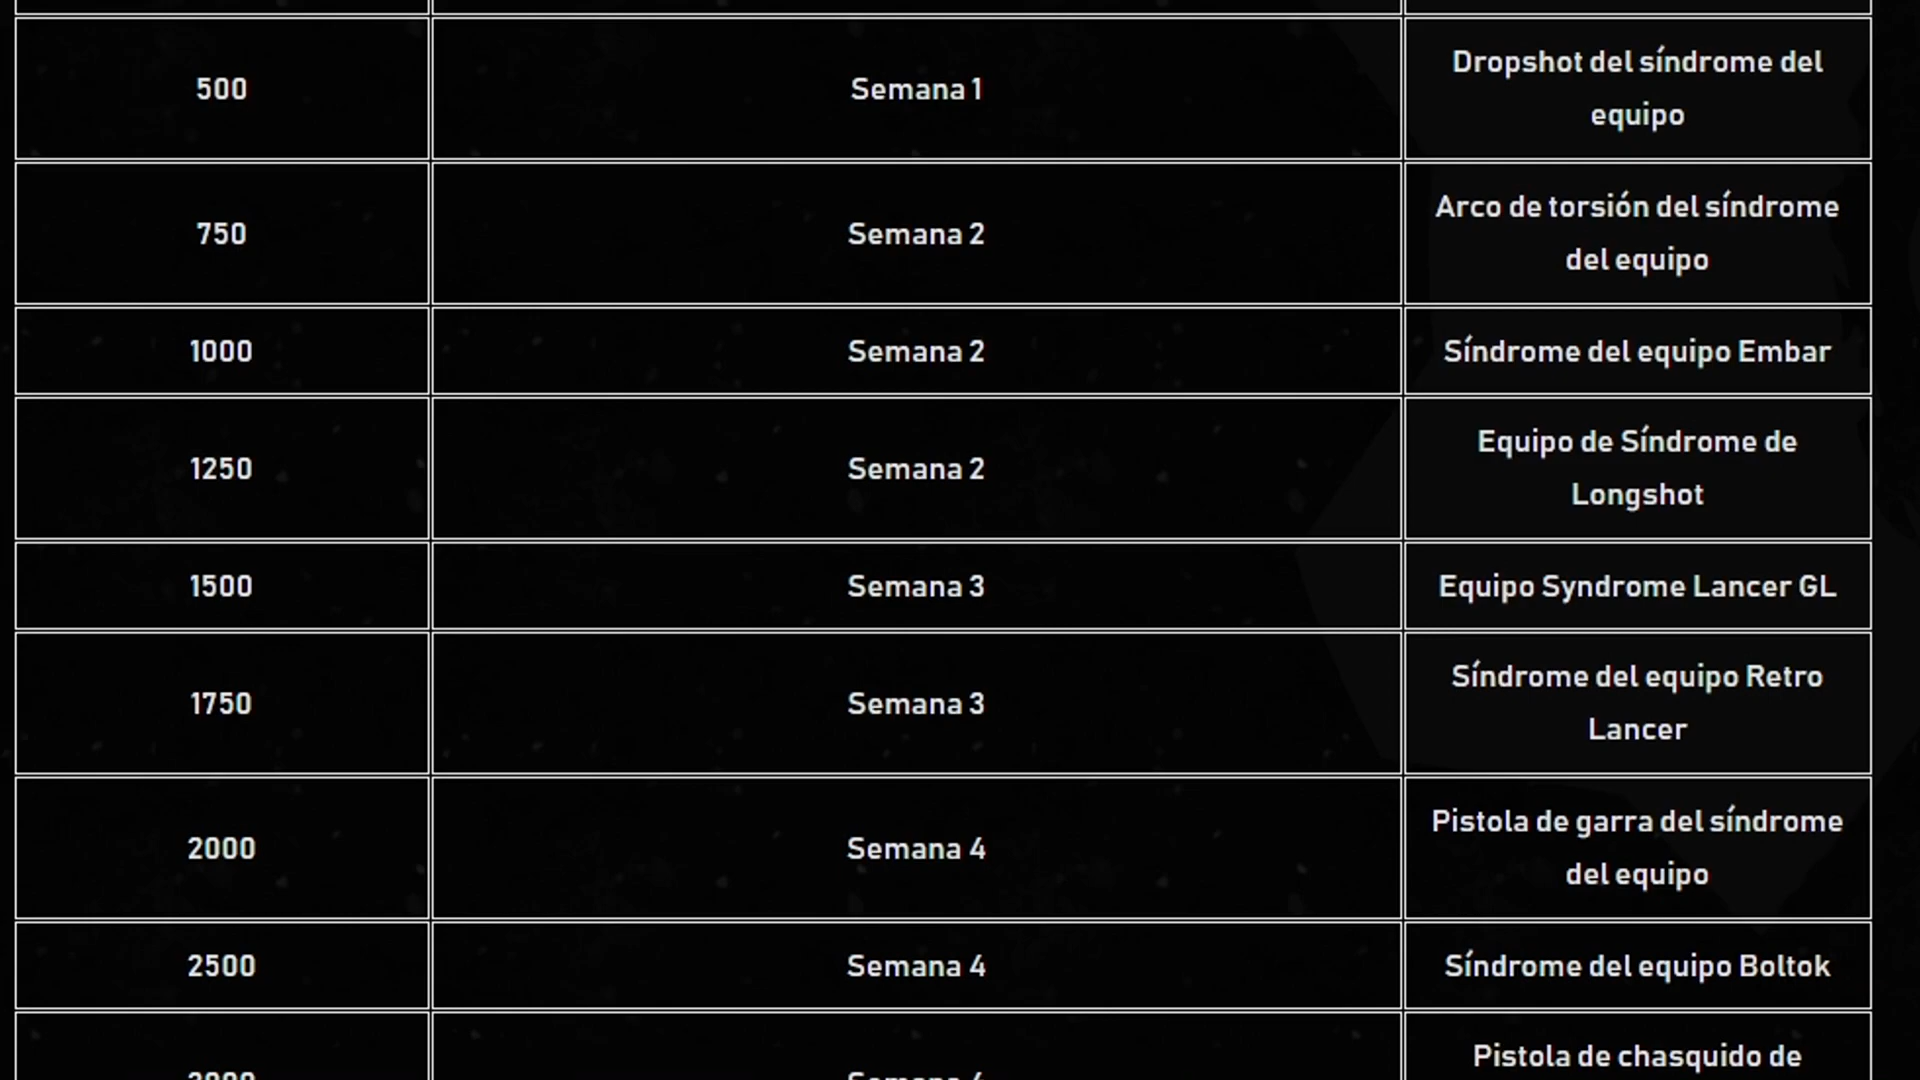 500
Semana 1
Dropshot del síndrome del
equipo
750
Semana 2
Arco de torsión del síndrome
del equipo
1000
Semana 2
Síndrome del equipo Embar
1250
Semana 2
Equipo de Síndrome de
Longshot
1500
Semana 3
Equipo Syndrome Lancer GL
1750
Semana 3
Síndrome del equipo Retro
Lancer
2000
Semana 4
Pistola de garra del síndrome
del equipo
2500
Semana 4
Síndrome del equipo Boltok
Pistola de chasquido de